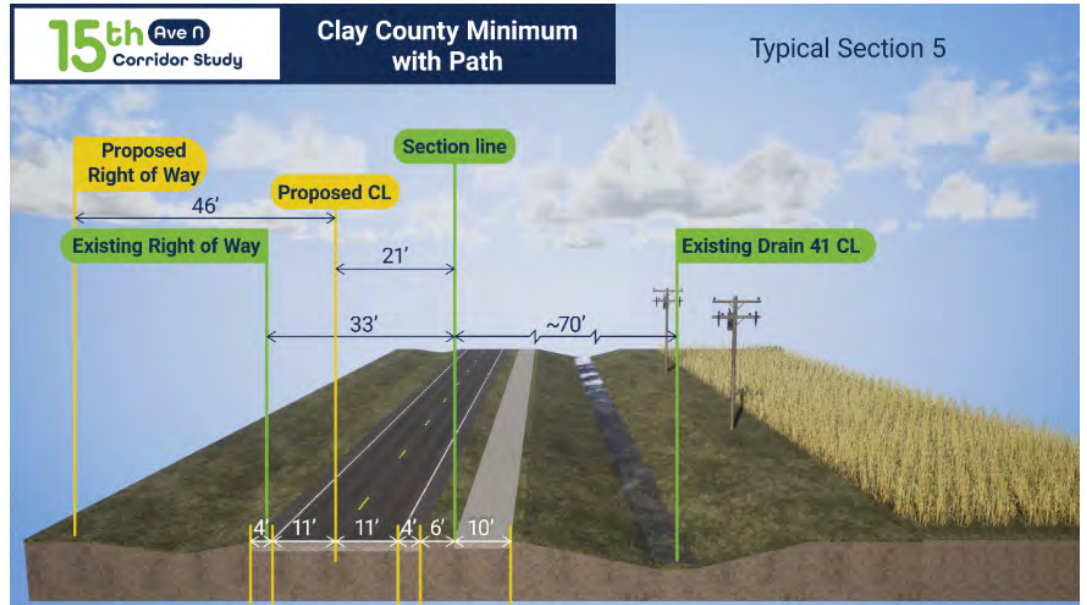 15th Ave N
Corridor Study
Clay County Minimum
with Path
Typical Section 5
Proposed
Right of Way
Section line
Proposed CL
46’
Existing Right of Way
Existing Drain 41 CL
21’
33’
~70’
4’ 11’ 11’ 4’ 6’ 10’